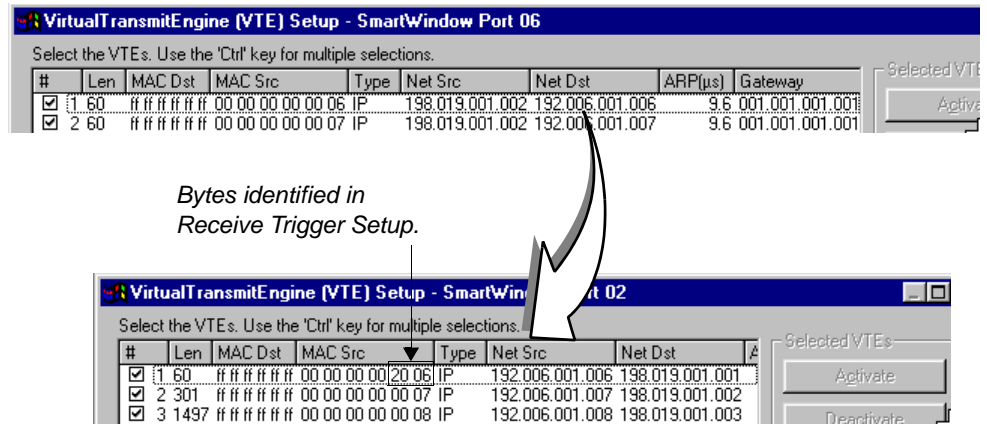 VirtualTransmitEngine (VTE) Setup - SmartWindow Port 06
Select the VTEs. Use the 'Ctrl' key for multiple selections.
Selected VTE
# Len MAC Dst MAC Src Type Net Src Net Dst ARP(µs) Gateway
1 60 ff ff ff ff ff ff 00 00 00 00 00 06 IP 198.019.001.002 192.006.001.006 9.6 001.001.001.001
Activa
2 60 ff ff ff ff ff ff 00 00 00 00 00 07 IP 198.019.001.002 192.006.001.007 9.6 001.001.001.001
Bytes identified in
Receive Trigger Setup.
VirtualTransmitEngine (VTE) Setup - SmartWin rt 02
Select the VTEs. Use the 'Ctrl' key for multiple selections.
Selected VTEs
# Len MAC Dst MAC Src Type Net Src Net Dst A
1 60 ff ff ff ff ff ff 00 00 00 00 20 06 IP 192.006.001.006 198.019.001.001
Activate
2 301 ff ff ff ff ff ff 00 00 00 00 00 07 IP 192.006.001.007 198.019.001.002
3 1497 ff ff ff ff ff ff 00 00 00 00 00 08 IP 192.006.001.008 198.019.001.003
Deactivate